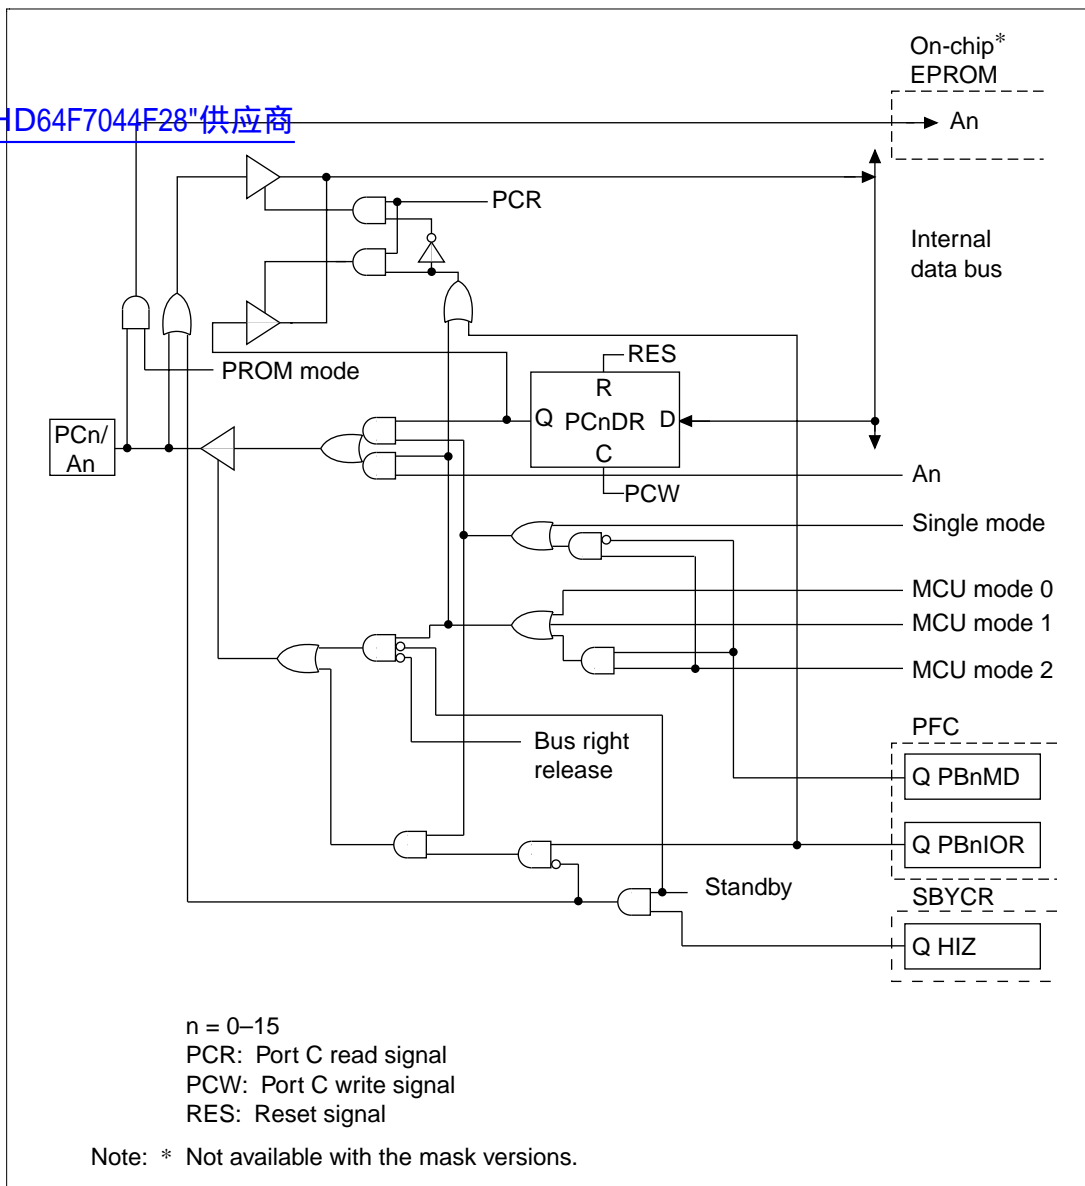 On-chip*
EPROM
HD64F7044F28"供应商
An
PCR
Internal
data bus
PROM mode
RES
R
Q PCnDR D
C
PCW
PCn/
An
An
Single mode
MCU mode 0
MCU mode 1
MCU mode 2
Bus right
release
PFC
Q PBnMD
Q PBnIOR
Standby
SBYCR
Q HIZ
n = 0–15
PCR: Port C read signal
PCW: Port C write signal
RES: Reset signal
Note: * Not available with the mask versions.